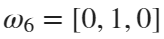 ω₆ = [0, 1, 0]